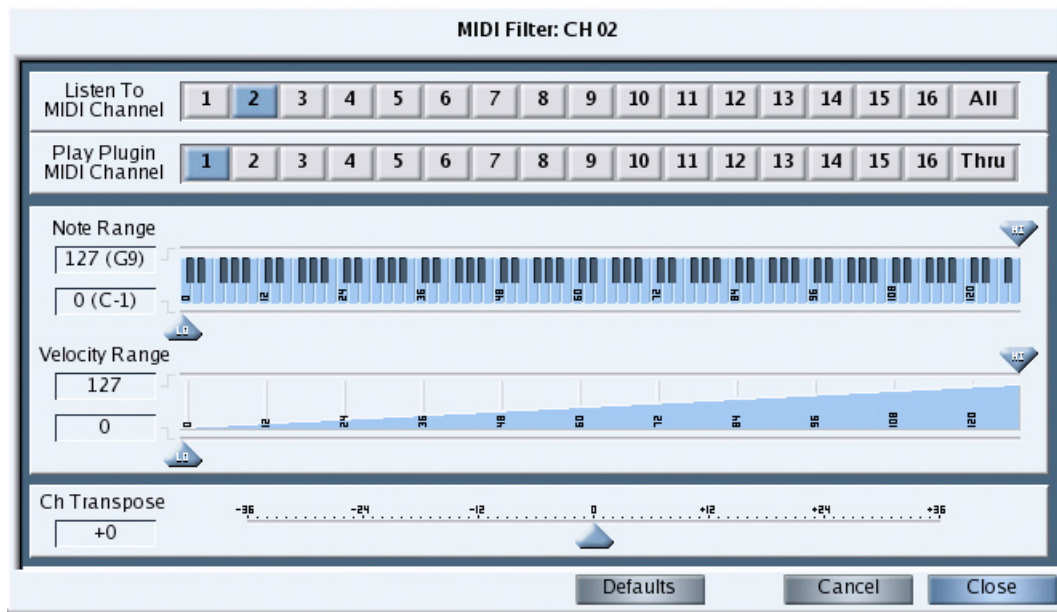 MIDI Filter: CH 02
Listen To
MIDI Channel
1 2 3 4 5 6 7 8 9 10 11 12 13 14 15 16 All
Play Plugin
MIDI Channel
1 2 3 4 5 6 7 8 9 10 11 12 13 14 15 16 Thru
Note Range
HI
127 (G9)
0 (C-1)
0 12 24 36 48 60 72 84 96 108 120
LO
Velocity Range
HI
127
0
0 12 24 36 48 60 72 84 96 108 120
LO
Ch Transpose
-36 -24 -12 0 +12 +24 +36
+0
Defaults Cancel Close